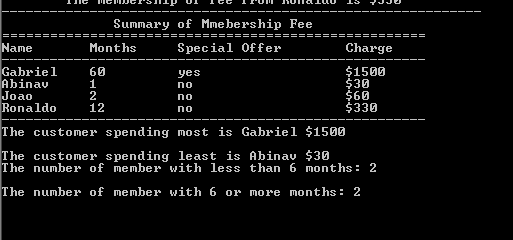 The membership of Fee from Ronaldo is $330
--------------------------------------------------------------
Summary of Mmebership Fee
=====================================================
Name Months Special Offer Charge
-----------------------------------------------------
Gabriel 60 yes $1500
Abinav 1 no $30
Joao 2 no $60
Ronaldo 12 no $330
-----------------------------------------------------
The customer spending most is Gabriel $1500
The customer spending least is Abinav $30
The number of member with less than 6 months: 2
The number of member with 6 or more months: 2